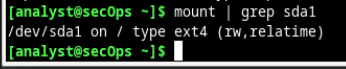 [analyst@secOps ~]$ mount | grep sda1
/dev/sda1 on / type ext4 (rw,relatime)
[analyst@secOps ~]$